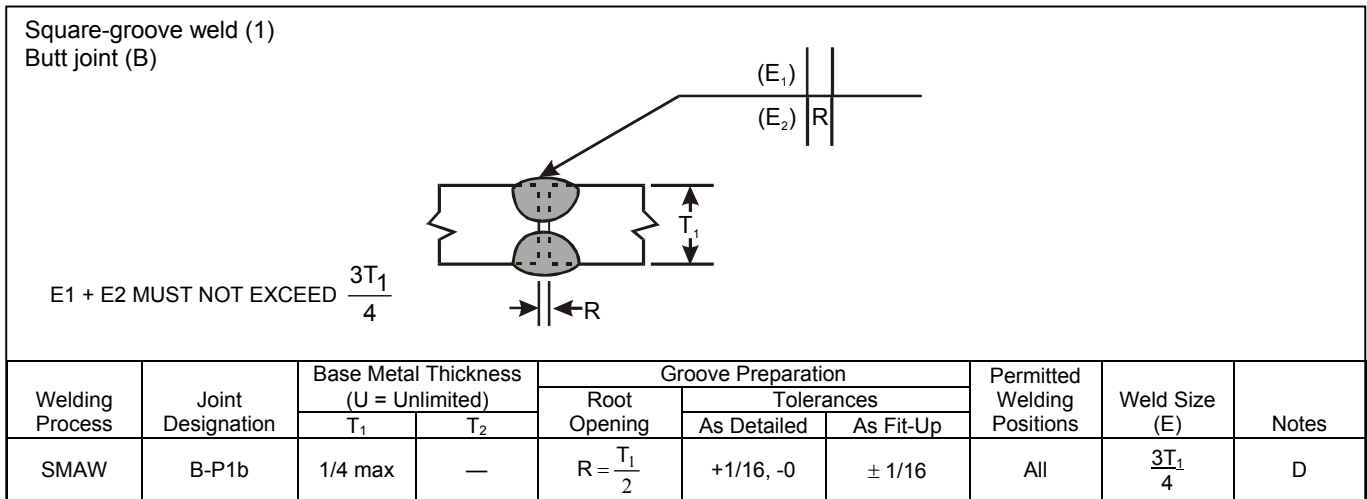 Square-groove weld (1)
Butt joint (B)
(E₁)
(E₂) R
T₁
E1 + E2 MUST NOT EXCEED 3T1/4
R
Welding Process
Joint Designation
Base Metal Thickness (U = Unlimited)
T₁
T₂
Groove Preparation
Root Opening
Tolerances
As Detailed
As Fit-Up
Permitted Welding Positions
Weld Size (E)
Notes
SMAW
B-P1b
1/4 max
—
R = T₁/2
+1/16, -0
± 1/16
All
3T₁/4
D